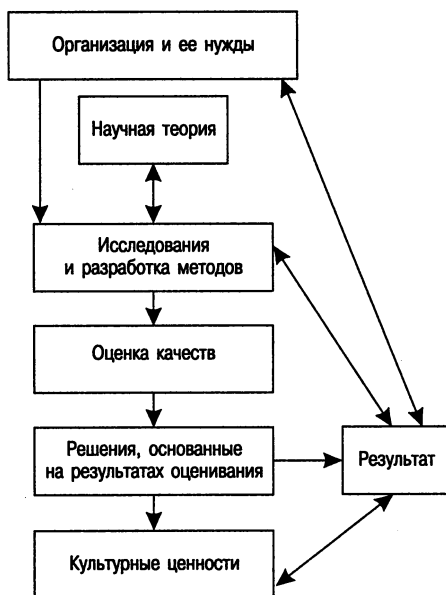 Организация и ее нужды
Научная теория
Исследования
и разработка методов
Оценка качеств
Решения, основанные
на результатах оценивания
Результат
Культурные ценности